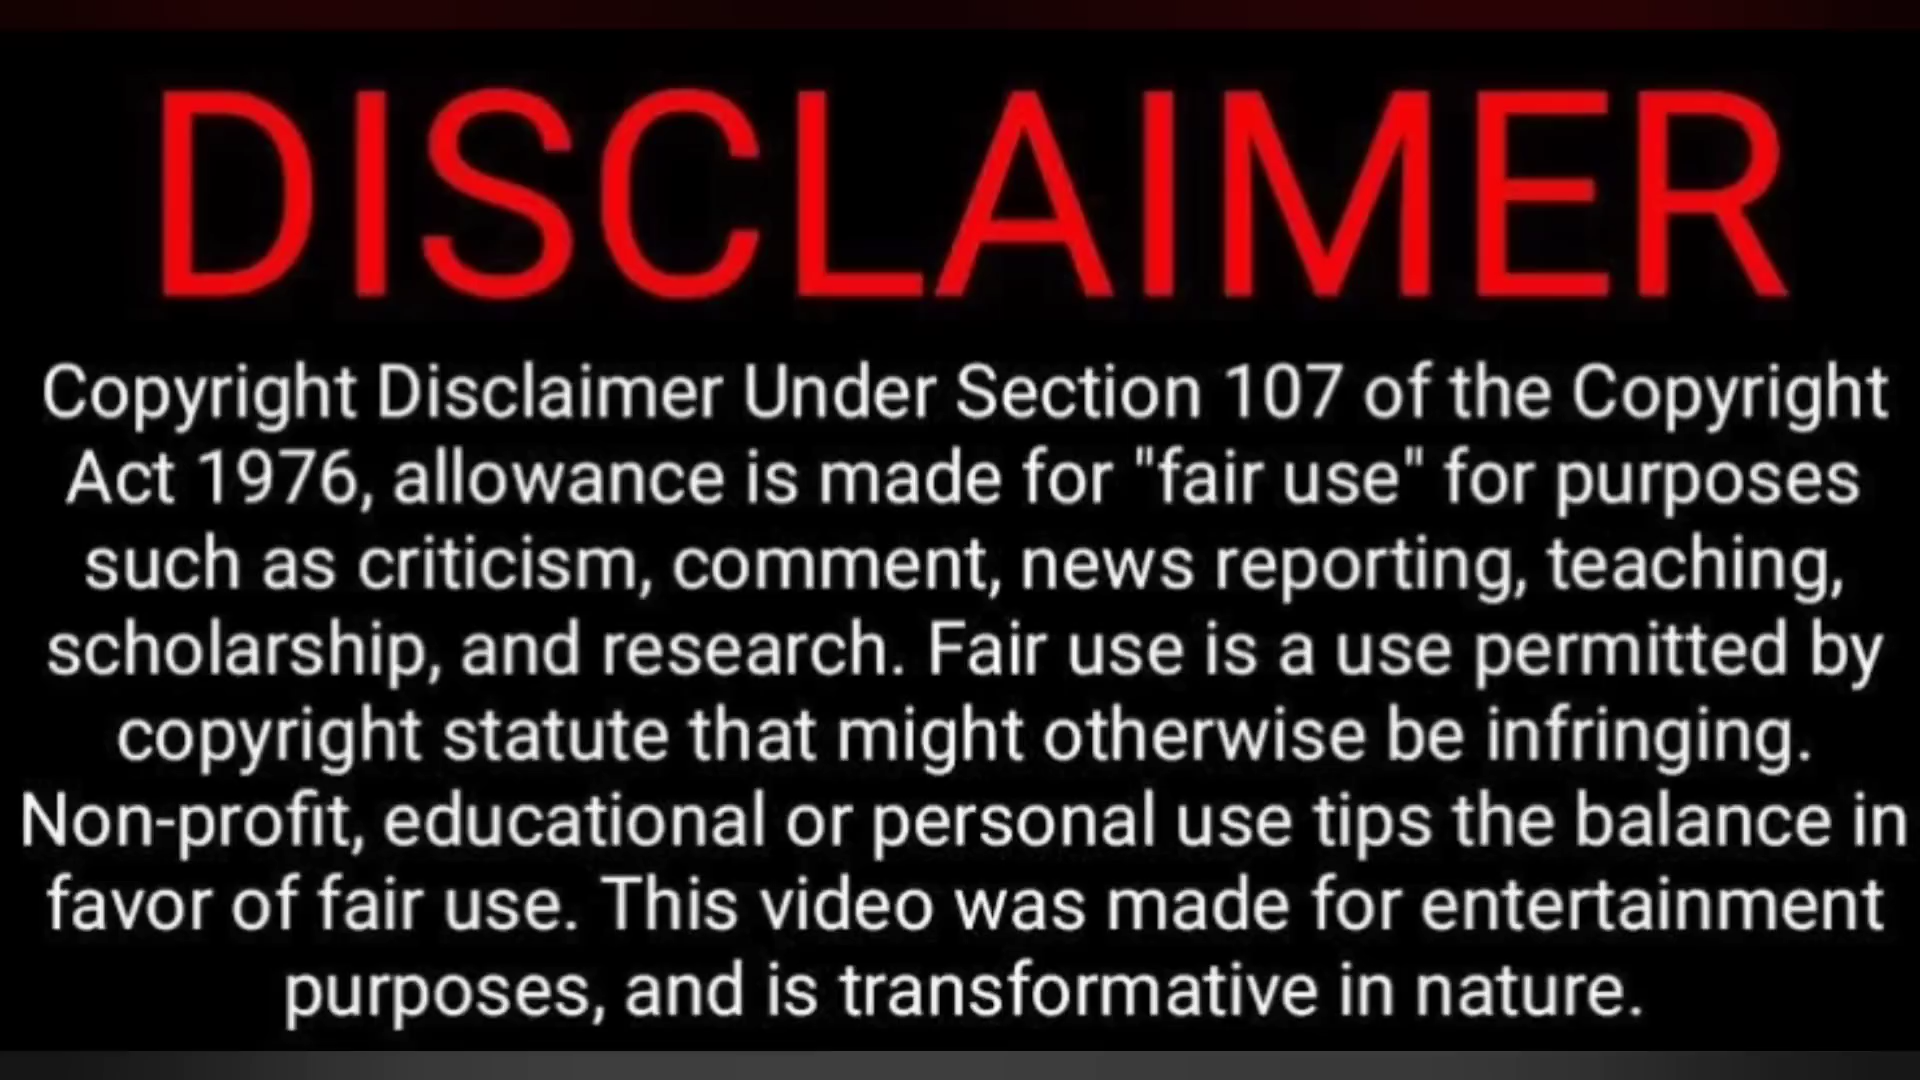 DISCLAIMER
Copyright Disclaimer Under Section 107 of the Copyright
Act 1976, allowance is made for "fair use" for purposes
such as criticism, comment, news reporting, teaching,
scholarship, and research. Fair use is a use permitted by
copyright statute that might otherwise be infringing.
Non-profit, educational or personal use tips the balance in
favor of fair use. This video was made for entertainment
purposes, and is transformative in nature.